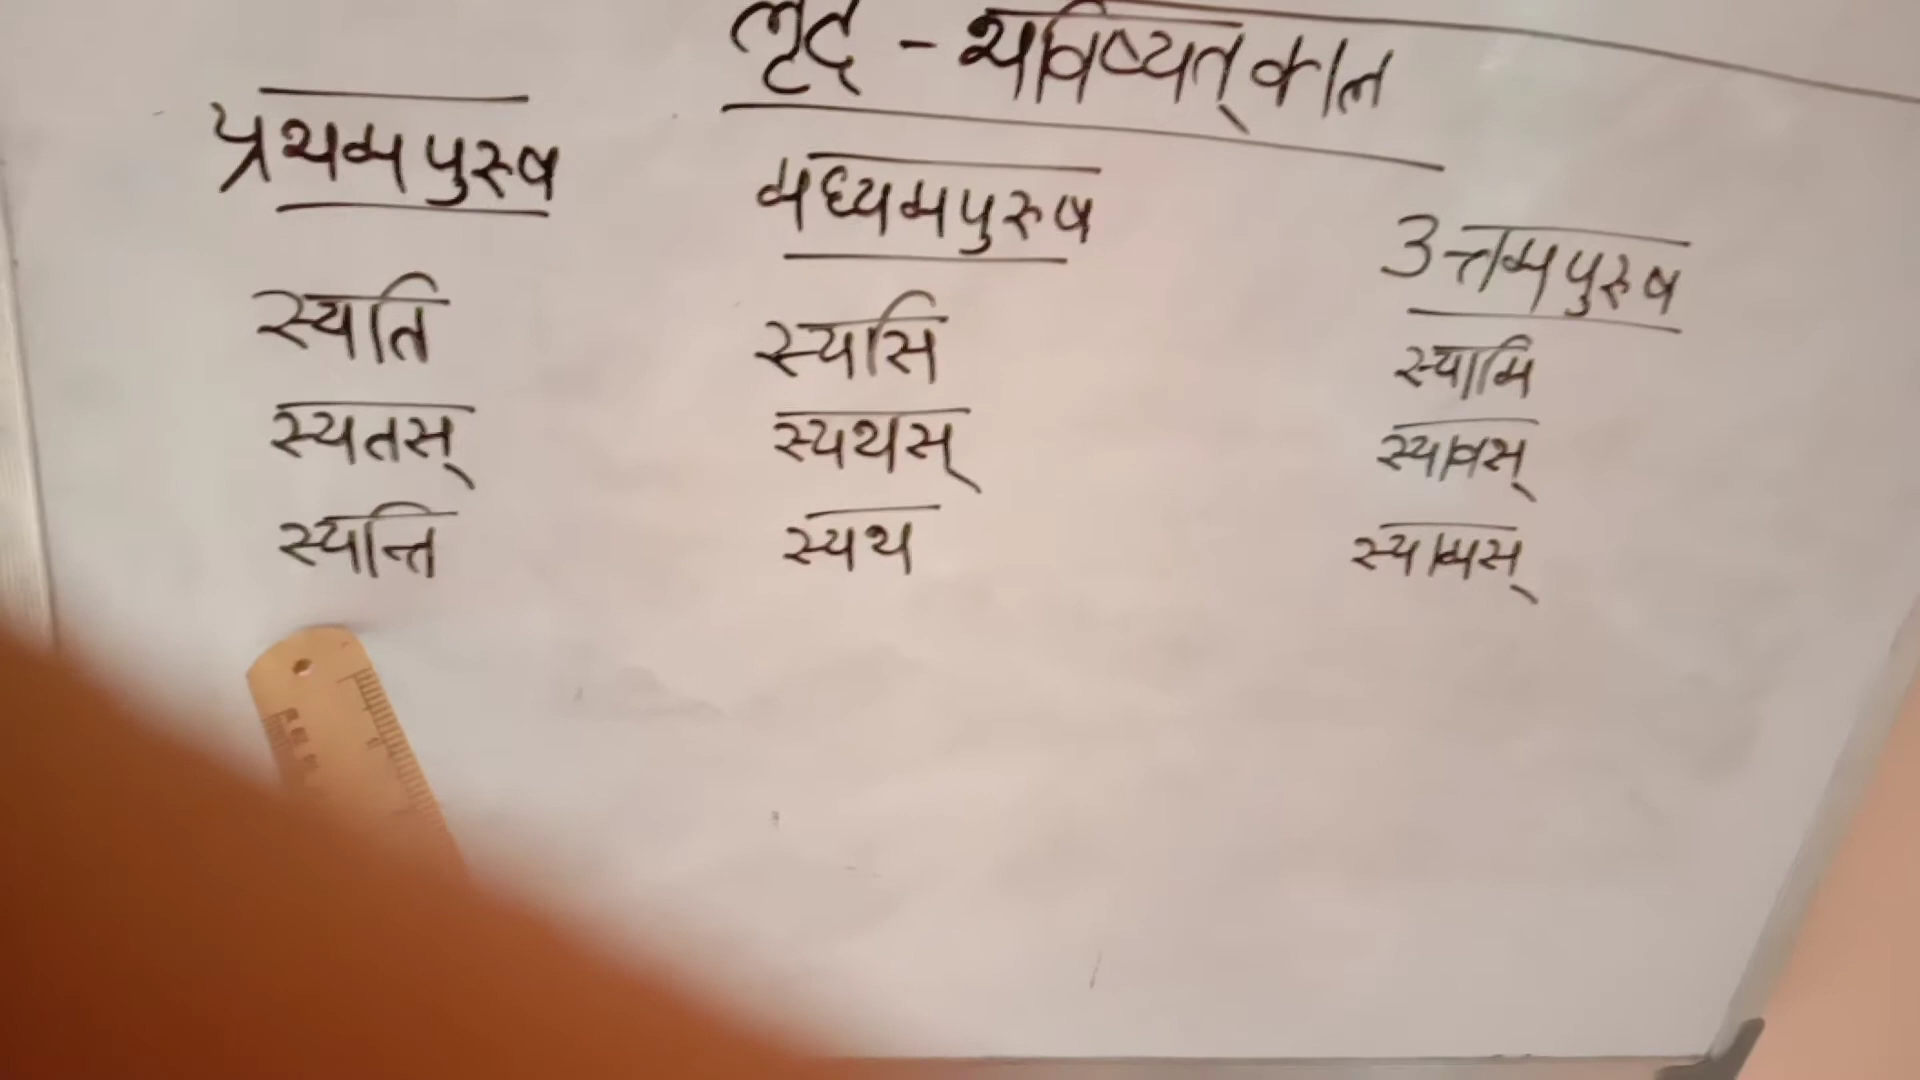 लृट् - भविष्यत् काल
प्रथमपुरुष मध्यमपुरुष उत्तमपुरुष
स्यति स्यसि स्यामि
स्यतस् स्यथस् स्यावस्
स्यन्ति स्यथ स्यामस्